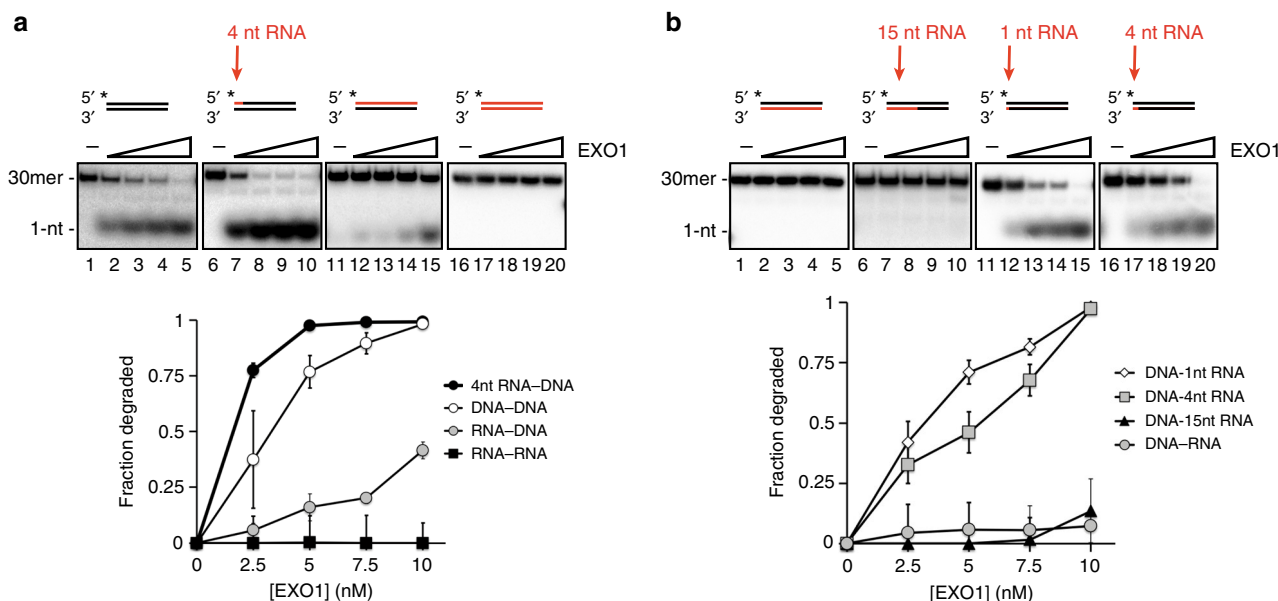 a
4 nt RNA
5′ * 5′ * 5′ * 5′ *
3′ 3′ 3′ 3′
– – – – EXO1
30mer -
1-nt -
1 2 3 4 5 6 7 8 9 10 11 12 13 14 15 16 17 18 19 20
1
0.75
0.5
0.25
0
Fraction degraded
0 2.5 5 7.5 10
[EXO1] (nM)
4nt RNA–DNA
DNA–DNA
RNA–DNA
RNA–RNA
b
15 nt RNA 1 nt RNA 4 nt RNA
5′ * 5′ * 5′ * 5′ *
3′ 3′ 3′ 3′
– – – – EXO1
30mer -
1-nt -
1 2 3 4 5 6 7 8 9 10 11 12 13 14 15 16 17 18 19 20
1
0.75
0.5
0.25
0
Fraction degraded
0 2.5 5 7.5 10
[EXO1] (nM)
DNA-1nt RNA
DNA-4nt RNA
DNA-15nt RNA
DNA–RNA